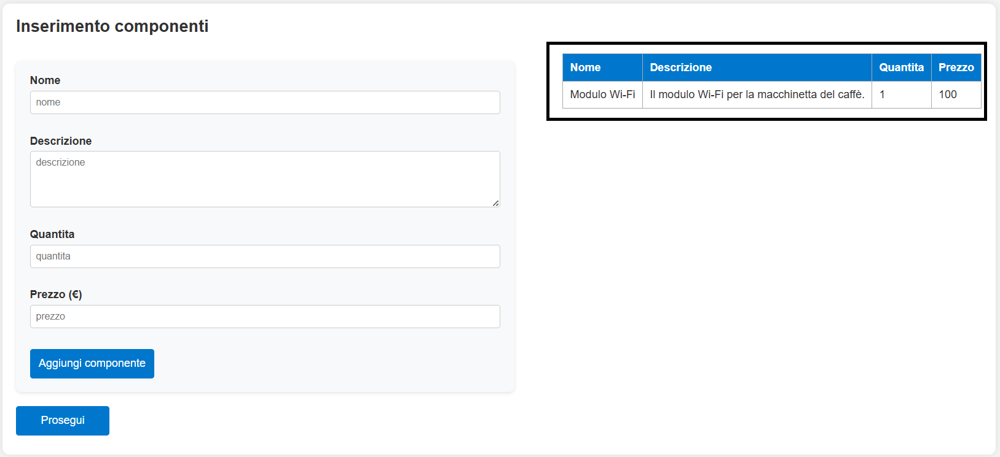 Inserimento componenti
Nome
nome
Descrizione
descrizione
Quantita
quantita
Prezzo (€)
prezzo
Aggiungi componente
Prosegui
Nome Descrizione Quantita Prezzo
Modulo Wi-Fi Il modulo Wi-Fi per la macchinetta del caffè. 1 100